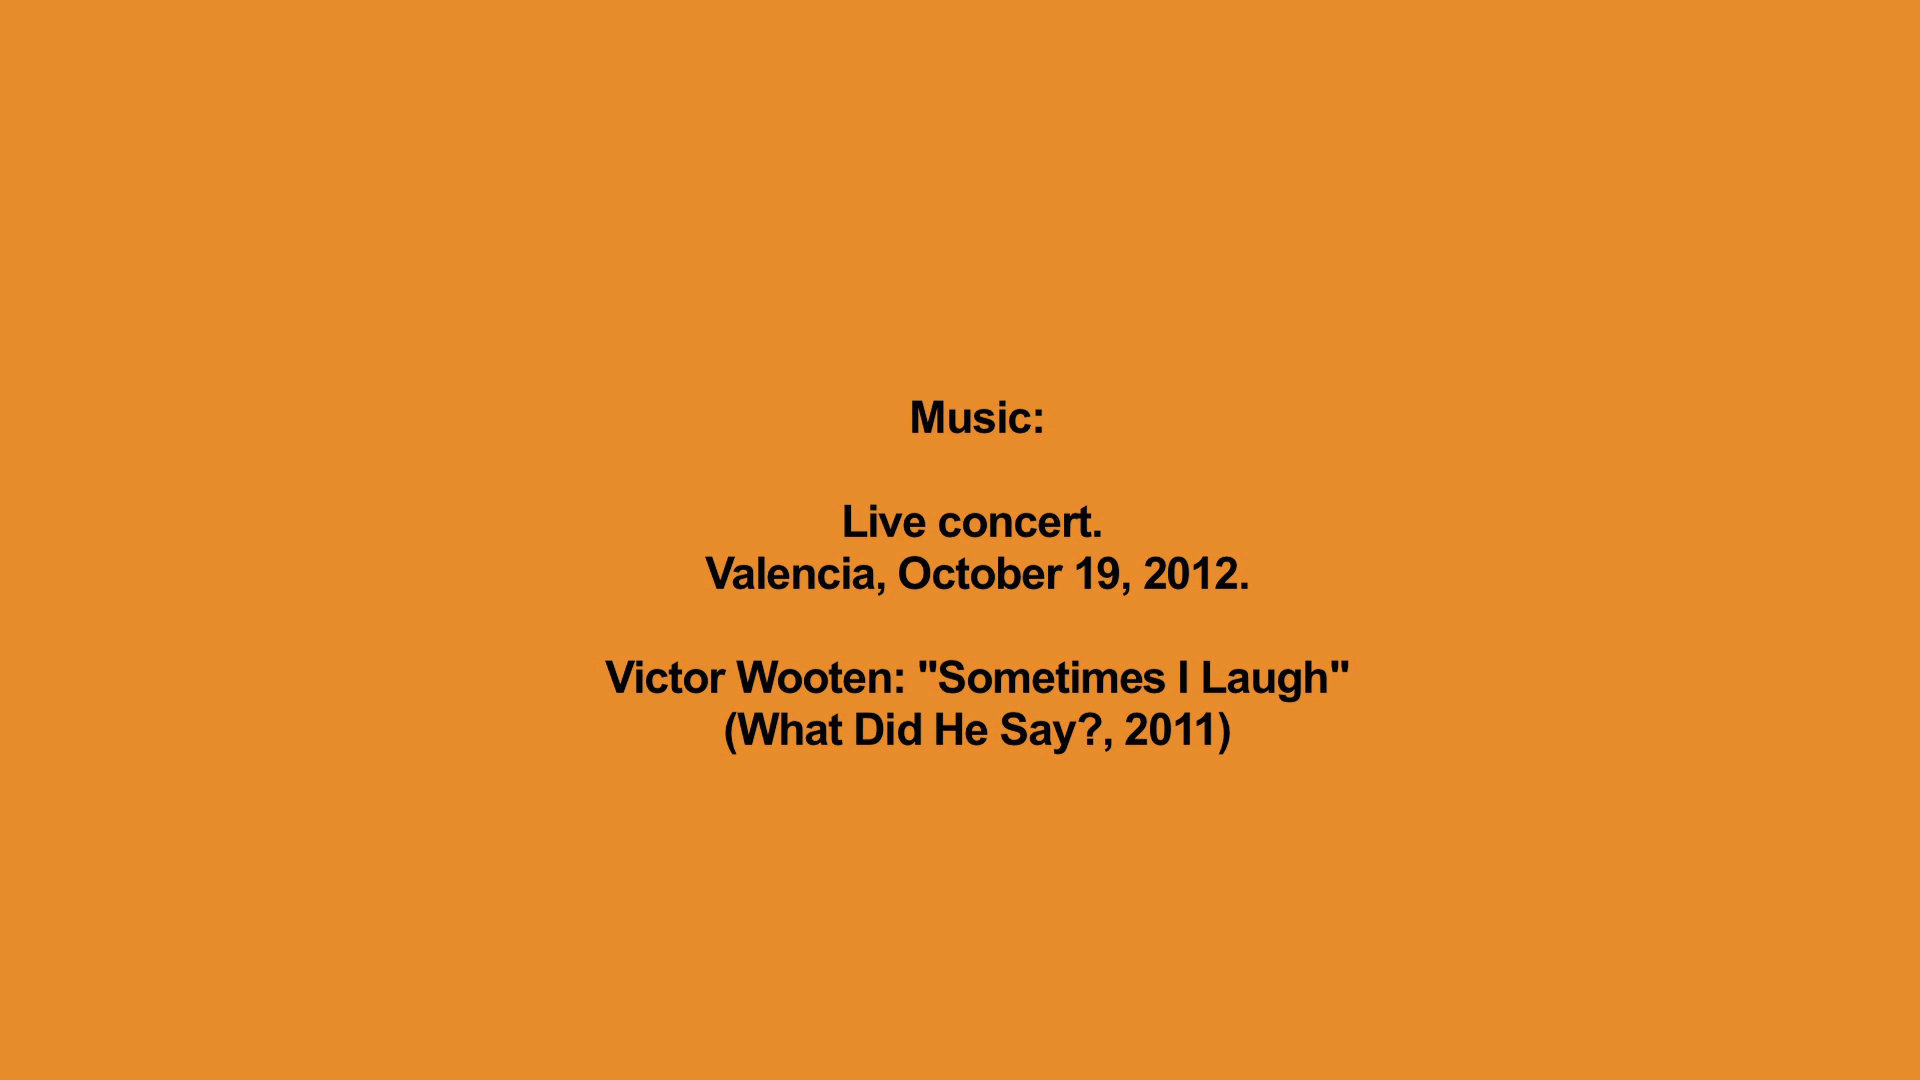 Music:
Live concert.
Valencia, October 19, 2012.
Victor Wooten: "Sometimes I Laugh"
(What Did He Say?, 2011)